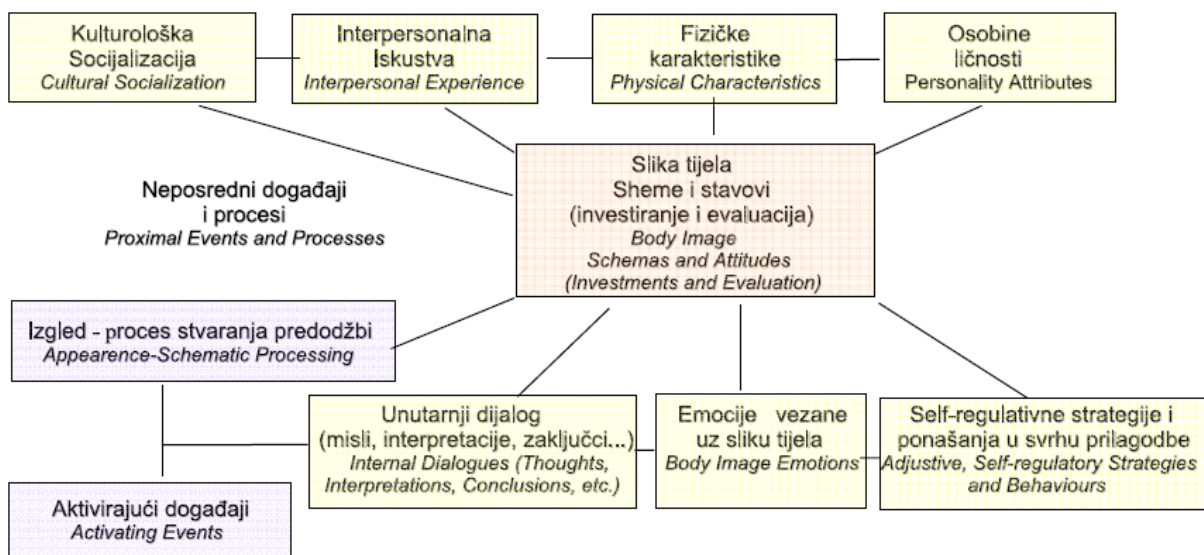 Kulturološka
Socijalizacija
Cultural Socialization
Interpersonalna
Iskustva
Interpersonal Experience
Fizičke
karakteristike
Physical Characteristics
Osobine
ličnosti
Personality Attributes
Slika tijela
Sheme i stavovi
(investiranje i evaluacija)
Body Image
Schemas and Attitudes
(Investments and Evaluation)
Neposredni događaji
i procesi
Proximal Events and Processes
Izgled - proces stvaranja predodžbi
Appearence-Schematic Processing
Unutarnji dijalog
(misli, interpretacije, zaključci...)
Internal Dialogues (Thoughts,
Interpretations, Conclusions, etc.)
Emocije vezane
uz sliku tijela
Body Image Emotions
Self-regulativne strategije i
ponašanja u svrhu prilagodbe
Adjustive, Self-regulatory Strategies
and Behaviours
Aktivirajući događaji
Activating Events